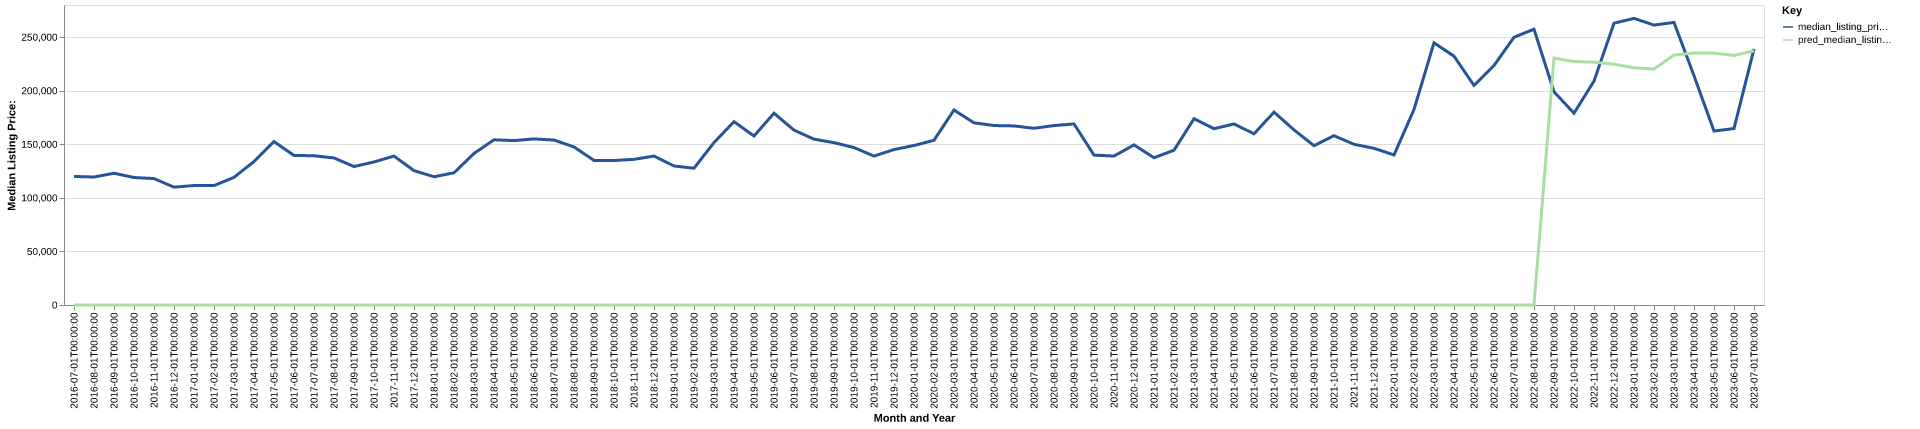 Key
median_listing_pri…
pred_median_listin…
Median Listing Price:
250,000
200,000
150,000
100,000
50,000
0
2016-07-01T00:00:00
2016-08-01T00:00:00
2016-09-01T00:00:00
2016-10-01T00:00:00
2016-11-01T00:00:00
2016-12-01T00:00:00
2017-01-01T00:00:00
2017-02-01T00:00:00
2017-03-01T00:00:00
2017-04-01T00:00:00
2017-05-01T00:00:00
2017-06-01T00:00:00
2017-07-01T00:00:00
2017-08-01T00:00:00
2017-09-01T00:00:00
2017-10-01T00:00:00
2017-11-01T00:00:00
2017-12-01T00:00:00
2018-01-01T00:00:00
2018-02-01T00:00:00
2018-03-01T00:00:00
2018-04-01T00:00:00
2018-05-01T00:00:00
2018-06-01T00:00:00
2018-07-01T00:00:00
2018-08-01T00:00:00
2018-09-01T00:00:00
2018-10-01T00:00:00
2018-11-01T00:00:00
2018-12-01T00:00:00
2019-01-01T00:00:00
2019-02-01T00:00:00
2019-03-01T00:00:00
2019-04-01T00:00:00
2019-05-01T00:00:00
2019-06-01T00:00:00
2019-07-01T00:00:00
2019-08-01T00:00:00
2019-09-01T00:00:00
2019-10-01T00:00:00
2019-11-01T00:00:00
2019-12-01T00:00:00
2020-01-01T00:00:00
2020-02-01T00:00:00
2020-03-01T00:00:00
2020-04-01T00:00:00
2020-05-01T00:00:00
2020-06-01T00:00:00
2020-07-01T00:00:00
2020-08-01T00:00:00
2020-09-01T00:00:00
2020-10-01T00:00:00
2020-11-01T00:00:00
2020-12-01T00:00:00
2021-01-01T00:00:00
2021-02-01T00:00:00
2021-03-01T00:00:00
2021-04-01T00:00:00
2021-05-01T00:00:00
2021-06-01T00:00:00
2021-07-01T00:00:00
2021-08-01T00:00:00
2021-09-01T00:00:00
2021-10-01T00:00:00
2021-11-01T00:00:00
2021-12-01T00:00:00
2022-01-01T00:00:00
2022-02-01T00:00:00
2022-03-01T00:00:00
2022-04-01T00:00:00
2022-05-01T00:00:00
2022-06-01T00:00:00
2022-07-01T00:00:00
2022-08-01T00:00:00
2022-09-01T00:00:00
2022-10-01T00:00:00
2022-11-01T00:00:00
2022-12-01T00:00:00
2023-01-01T00:00:00
2023-02-01T00:00:00
2023-03-01T00:00:00
2023-04-01T00:00:00
2023-05-01T00:00:00
2023-06-01T00:00:00
2023-07-01T00:00:00
Month and Year